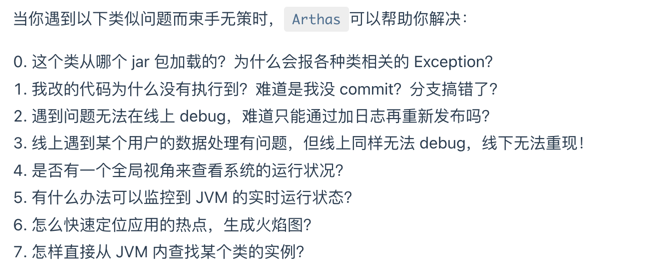 当你遇到以下类似问题而束手无策时，Arthas可以帮助你解决：
0. 这个类从哪个 jar 包加载的？为什么会报各种类相关的 Exception？
1. 我改的代码为什么没有执行到？难道是我没 commit？分支搞错了？
2. 遇到问题无法在线上 debug，难道只能通过加日志再重新发布吗？
3. 线上遇到某个用户的数据处理有问题，但线上同样无法 debug，线下无法重现！
4. 是否有一个全局视角来查看系统的运行状况？
5. 有什么办法可以监控到 JVM 的实时运行状态？
6. 怎么快速定位应用的热点，生成火焰图？
7. 怎样直接从 JVM 内查找某个类的实例？